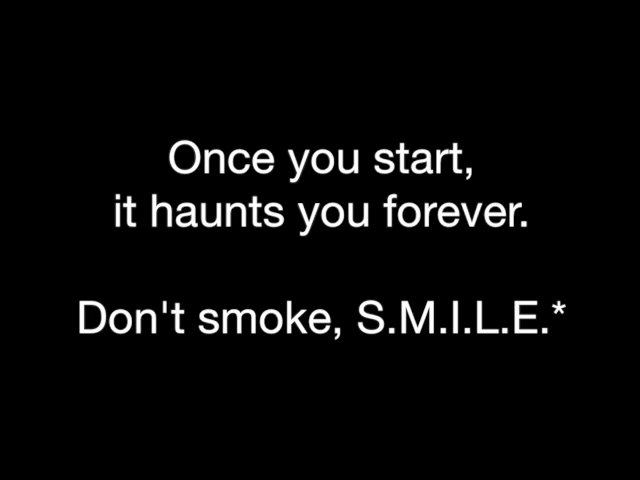 Once you start,
it haunts you forever.
Don't smoke, S.M.I.L.E.*